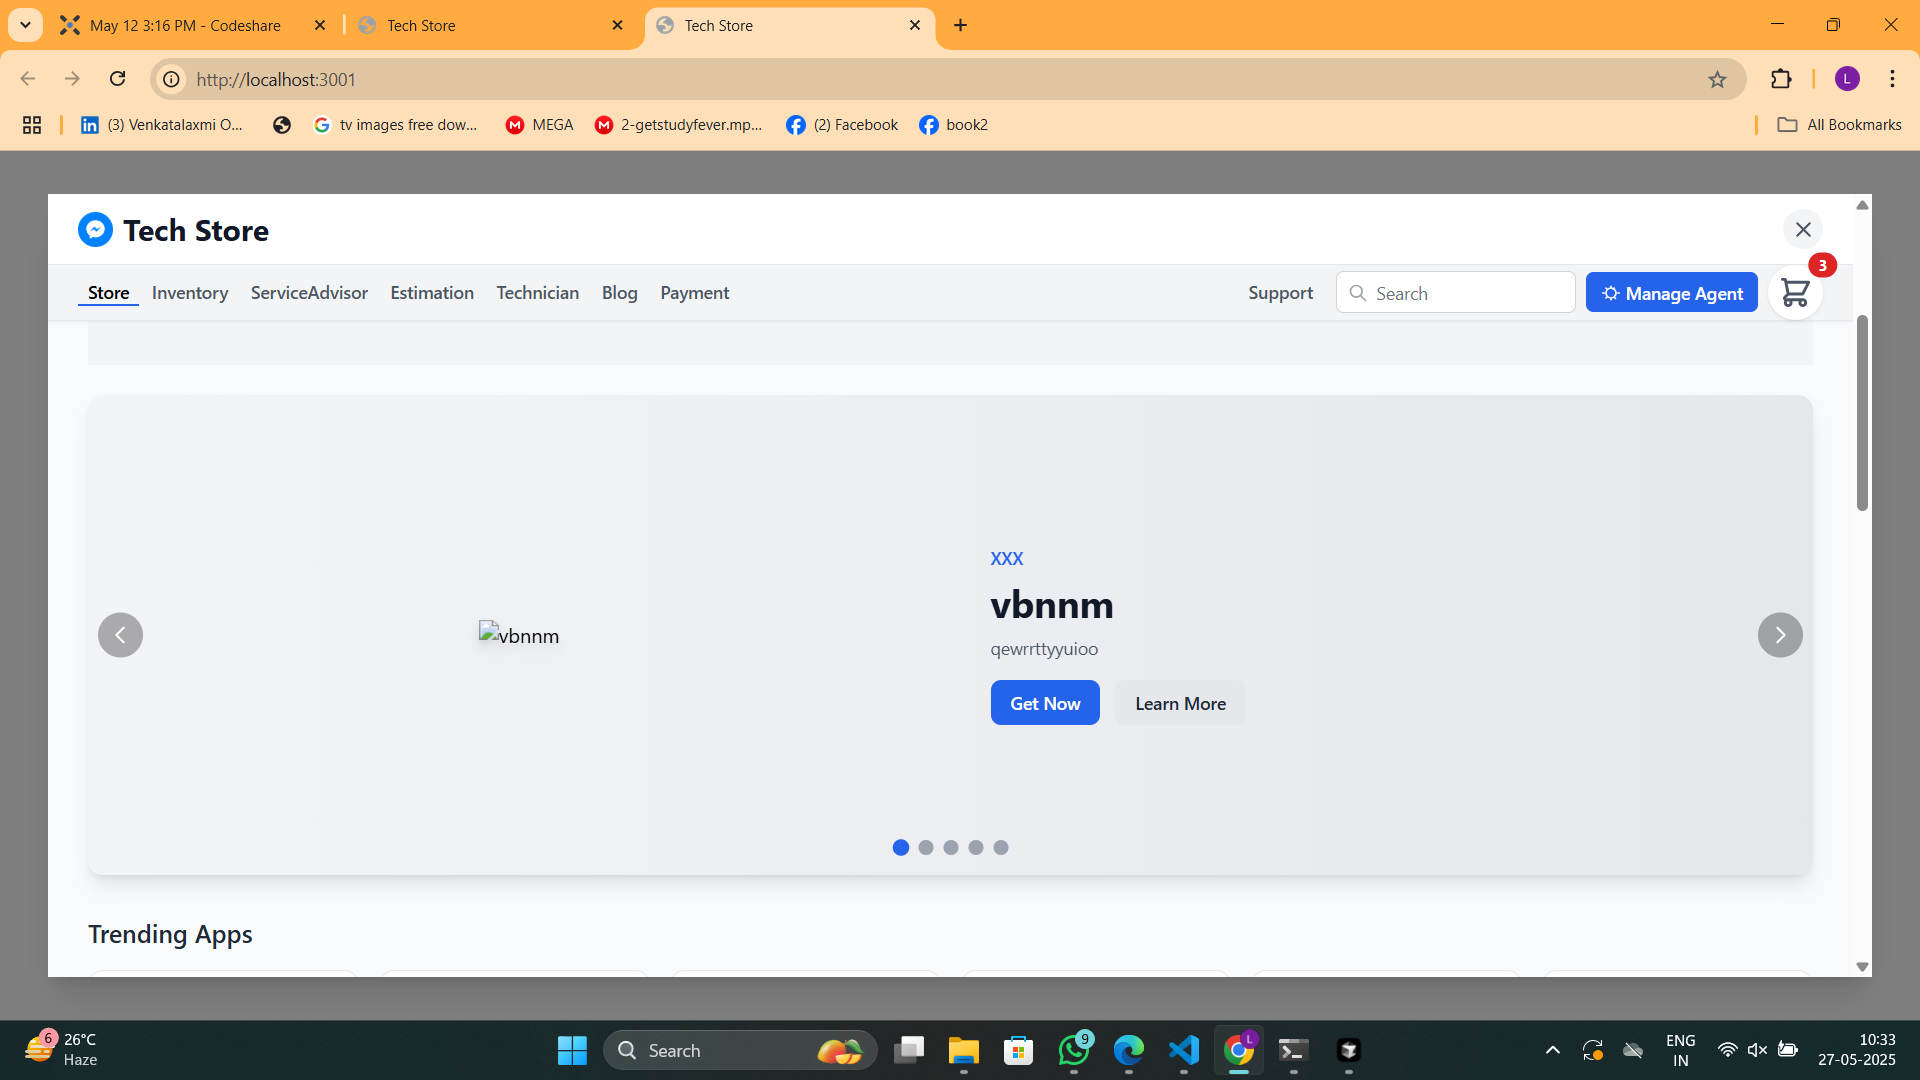 May 12 3:16 PM - Codeshare
Tech Store
Tech Store
http://localhost:3001
L
(3) Venkatalaxmi O...
tv images free dow...
MEGA
2-getstudyfever.mp...
(2) Facebook
book2
All Bookmarks
Tech Store
Store
Inventory
ServiceAdvisor
Estimation
Technician
Blog
Payment
Support
Search
Manage Agent
3
XXX
vbnnm
vbnnm
qewrrttyyuioo
Get Now
Learn More
Trending Apps
6
26°C
Haze
Search
9
L
ENG
IN
10:33
27-05-2025